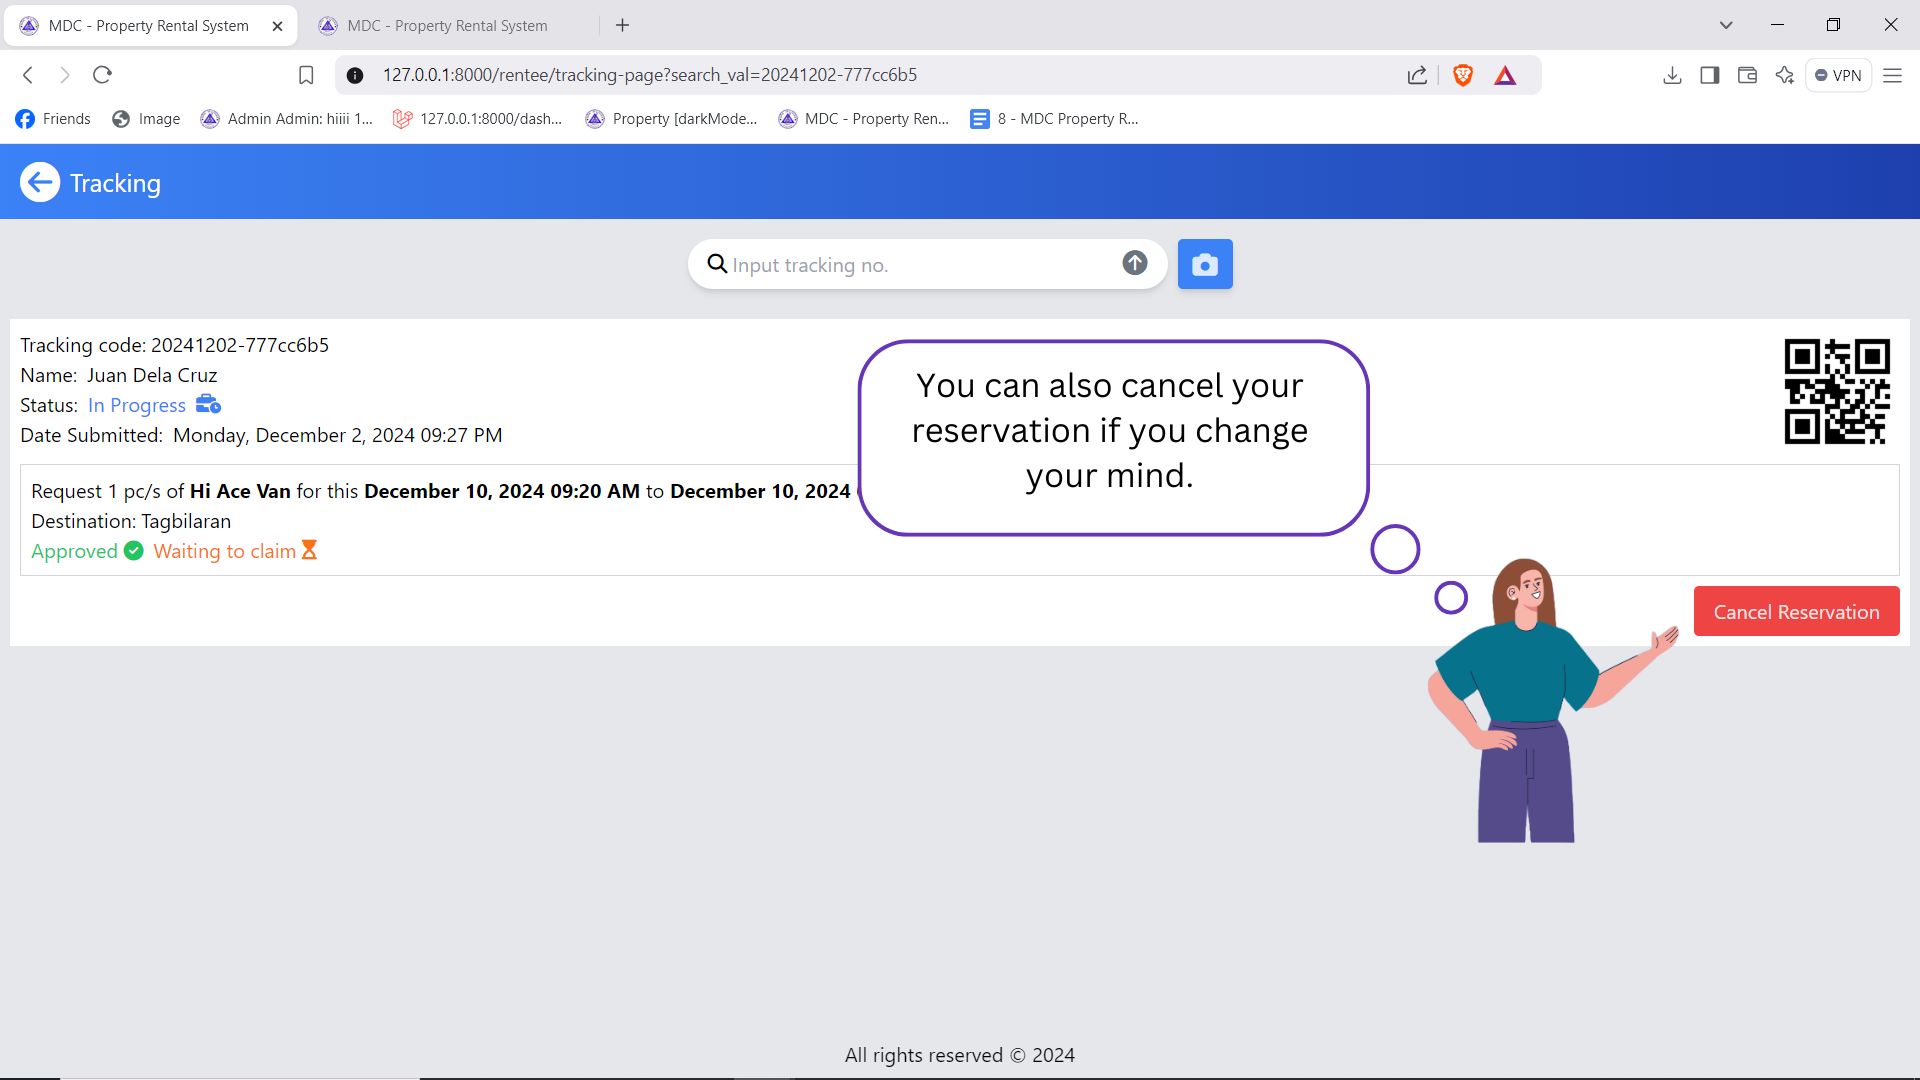 MDC - Property Rental System
MDC - Property Rental System
127.0.0.1:8000/rentee/tracking-page?search_val=20241202-777cc6b5
VPN
Friends
Image
Admin Admin: hiiii 1...
127.0.0.1:8000/dash...
Property [darkMode...
MDC - Property Ren...
8 - MDC Property R...
Tracking
Input tracking no.
Tracking code: 20241202-777cc6b5
Name: Juan Dela Cruz
Status: In Progress
Date Submitted: Monday, December 2, 2024 09:27 PM
You can also cancel your
reservation if you change
your mind.
Request 1 pc/s of Hi Ace Van for this December 10, 2024 09:20 AM to December 10, 2024
Destination: Tagbilaran
Approved Waiting to claim
Cancel Reservation
All rights reserved © 2024